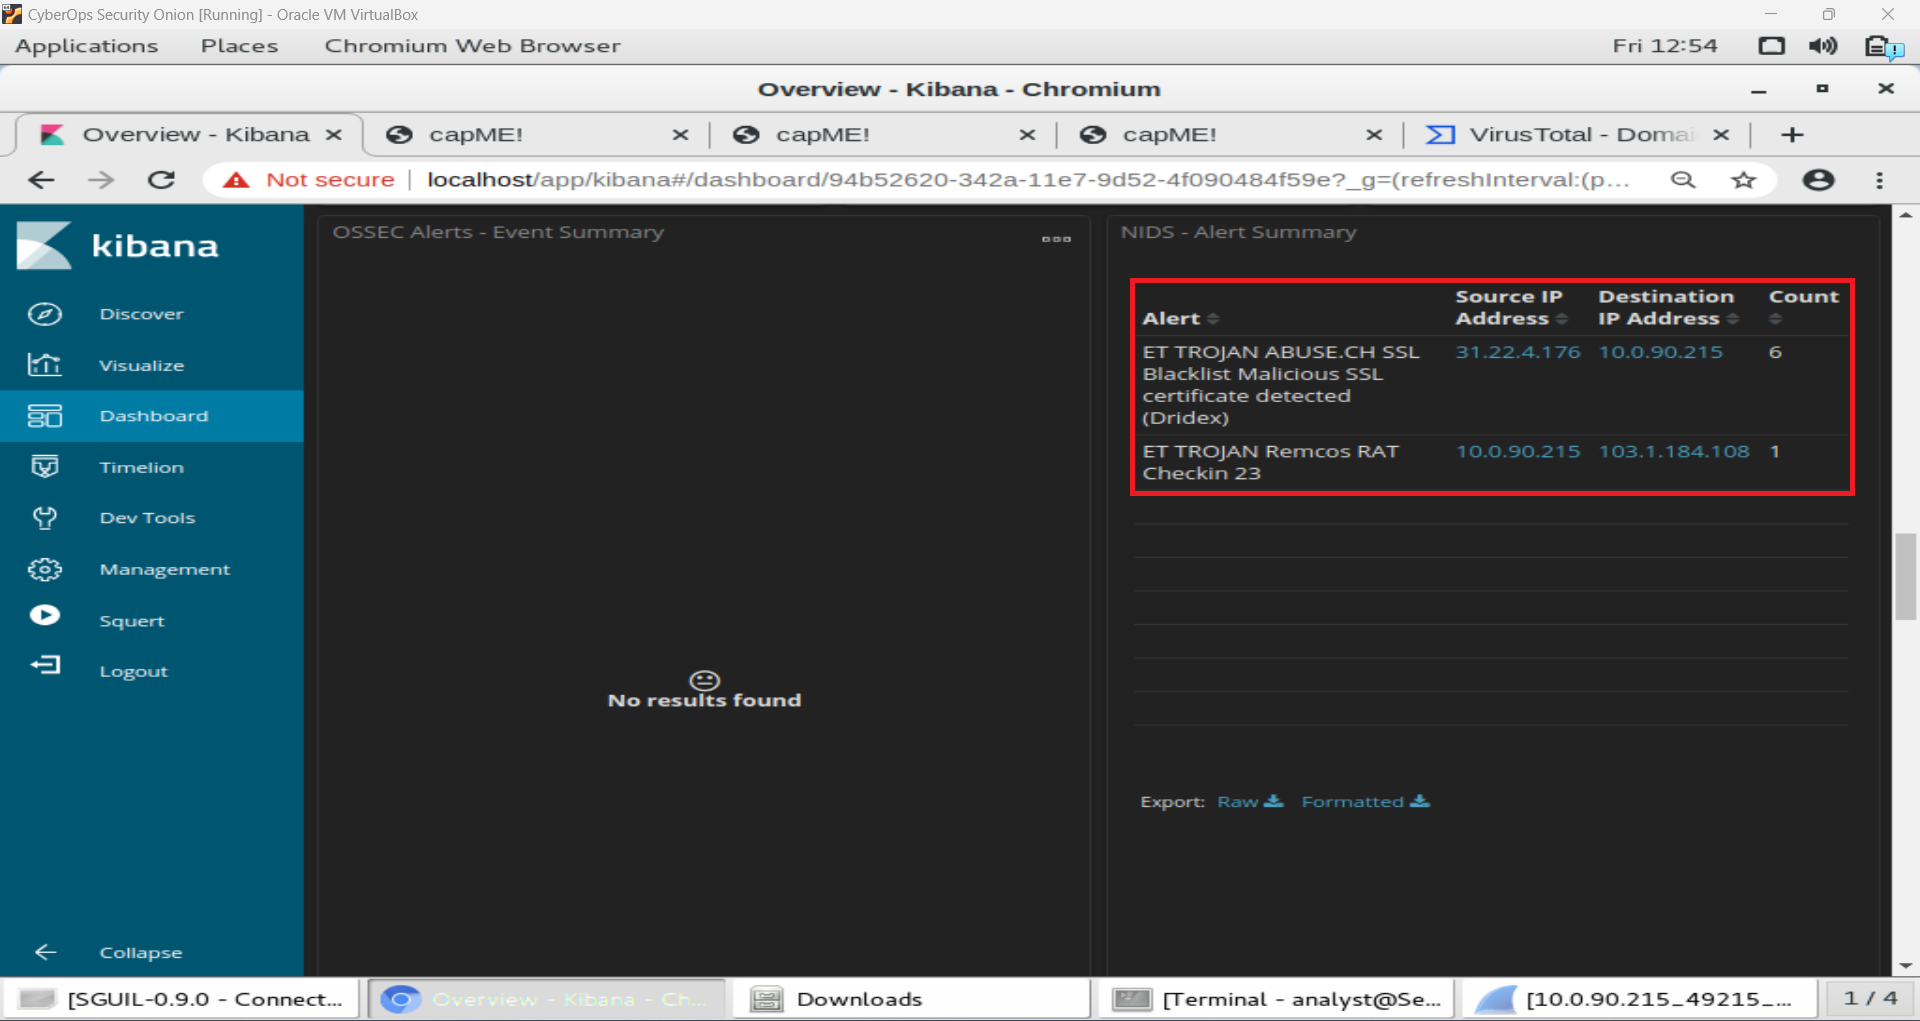 CyberOps Security Onion [Running] - Oracle VM VirtualBox
Applications Places Chromium Web Browser Fri 12:54
Overview - Kibana - Chromium
Overview - Kibana capME! capME! capME! VirusTotal - Domai
Not secure localhost/app/kibana#/dashboard/94b52620-342a-11e7-9d52-4f090484f59e?_g=(refreshInterval:(p...
kibana
Discover
Visualize
Dashboard
Timelion
Dev Tools
Management
Squert
Logout
Collapse
OSSEC Alerts - Event Summary
No results found
NIDS - Alert Summary
Alert Source IP Address Destination IP Address Count
ET TROJAN ABUSE.CH SSL 31.22.4.176 10.0.90.215 6
Blacklist Malicious SSL
certificate detected
(Dridex)
ET TROJAN Remcos RAT 10.0.90.215 103.1.184.108 1
Checkin 23
Export: Raw Formatted
[SGUIL-0.9.0 - Connect... Overview - Kibana - Ch... Downloads [Terminal - analyst@Se... [10.0.90.215_49215_... 1 / 4